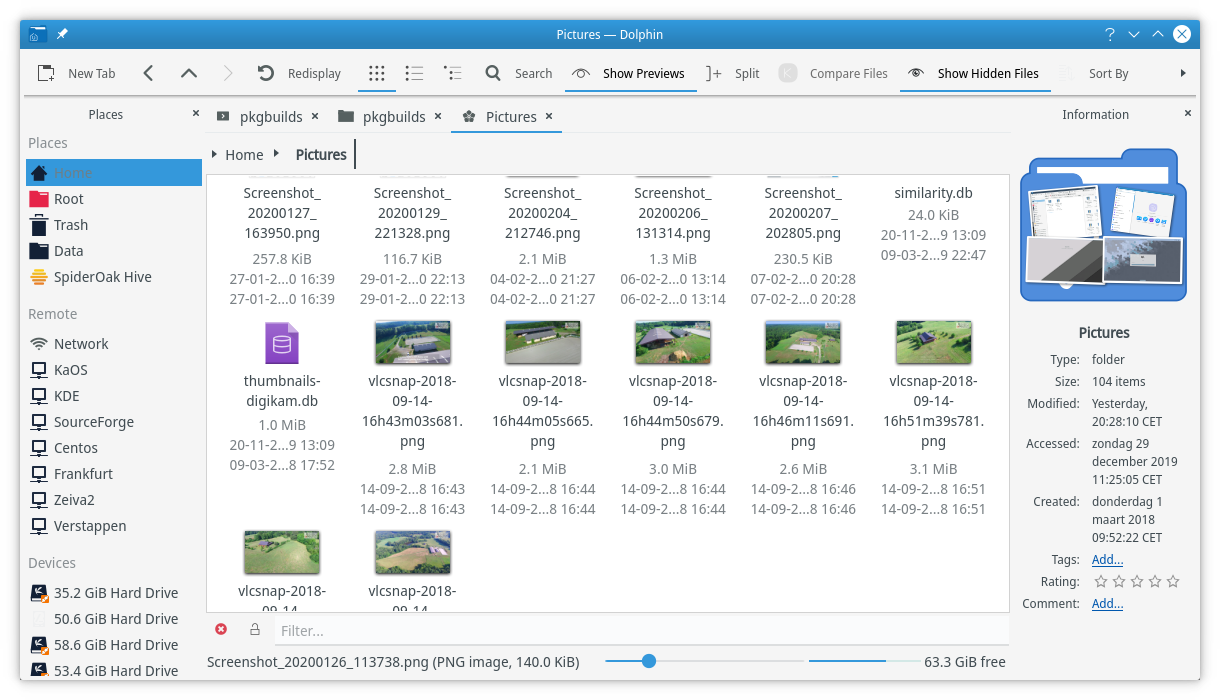 Pictures — Dolphin
New Tab
Redisplay
Search
Show Previews
Split
Compare Files
Show Hidden Files
Sort By
Places
pkgbuilds
pkgbuilds
Pictures
Information
Places
Home
Root
Trash
Data
SpiderOak Hive
Remote
Network
KaOS
KDE
SourceForge
Centos
Frankfurt
Zeiva2
Verstappen
Devices
35.2 GiB Hard Drive
50.6 GiB Hard Drive
58.6 GiB Hard Drive
53.4 GiB Hard Drive
Home
Pictures
Screenshot_
20200127_
163950.png
257.8 KiB
27-01-2...0 16:39
27-01-2...0 16:39
Screenshot_
20200129_
221328.png
116.7 KiB
29-01-2...0 22:13
29-01-2...0 22:13
Screenshot_
20200204_
212746.png
2.1 MiB
04-02-2...0 21:27
04-02-2...0 21:27
Screenshot_
20200206_
131314.png
1.3 MiB
06-02-2...0 13:14
06-02-2...0 13:14
Screenshot_
20200207_
202805.png
230.5 KiB
07-02-2...0 20:28
07-02-2...0 20:28
similarity.db
24.0 KiB
20-11-2...9 13:09
09-03-2...9 22:47
thumbnails-
digikam.db
1.0 MiB
20-11-2...9 13:09
09-03-2...8 17:52
vlcsnap-2018-
09-14-
16h43m03s681.
png
2.8 MiB
14-09-2...8 16:43
14-09-2...8 16:43
vlcsnap-2018-
09-14-
16h44m05s665.
png
2.1 MiB
14-09-2...8 16:44
14-09-2...8 16:44
vlcsnap-2018-
09-14-
16h44m50s679.
png
3.0 MiB
14-09-2...8 16:44
14-09-2...8 16:44
vlcsnap-2018-
09-14-
16h46m11s691.
png
2.6 MiB
14-09-2...8 16:46
14-09-2...8 16:46
vlcsnap-2018-
09-14-
16h51m39s781.
png
3.1 MiB
14-09-2...8 16:51
14-09-2...8 16:51
vlcsnap-2018-
09-14-
vlcsnap-2018-
09-14-
Filter...
Screenshot_20200126_113738.png (PNG image, 140.0 KiB)
63.3 GiB free
Pictures
Type: folder
Size: 104 items
Modified: Yesterday,
20:28:10 CET
Accessed: zondag 29
december 2019
11:25:05 CET
Created: donderdag 1
maart 2018
09:52:22 CET
Tags: Add...
Rating:
Comment: Add...